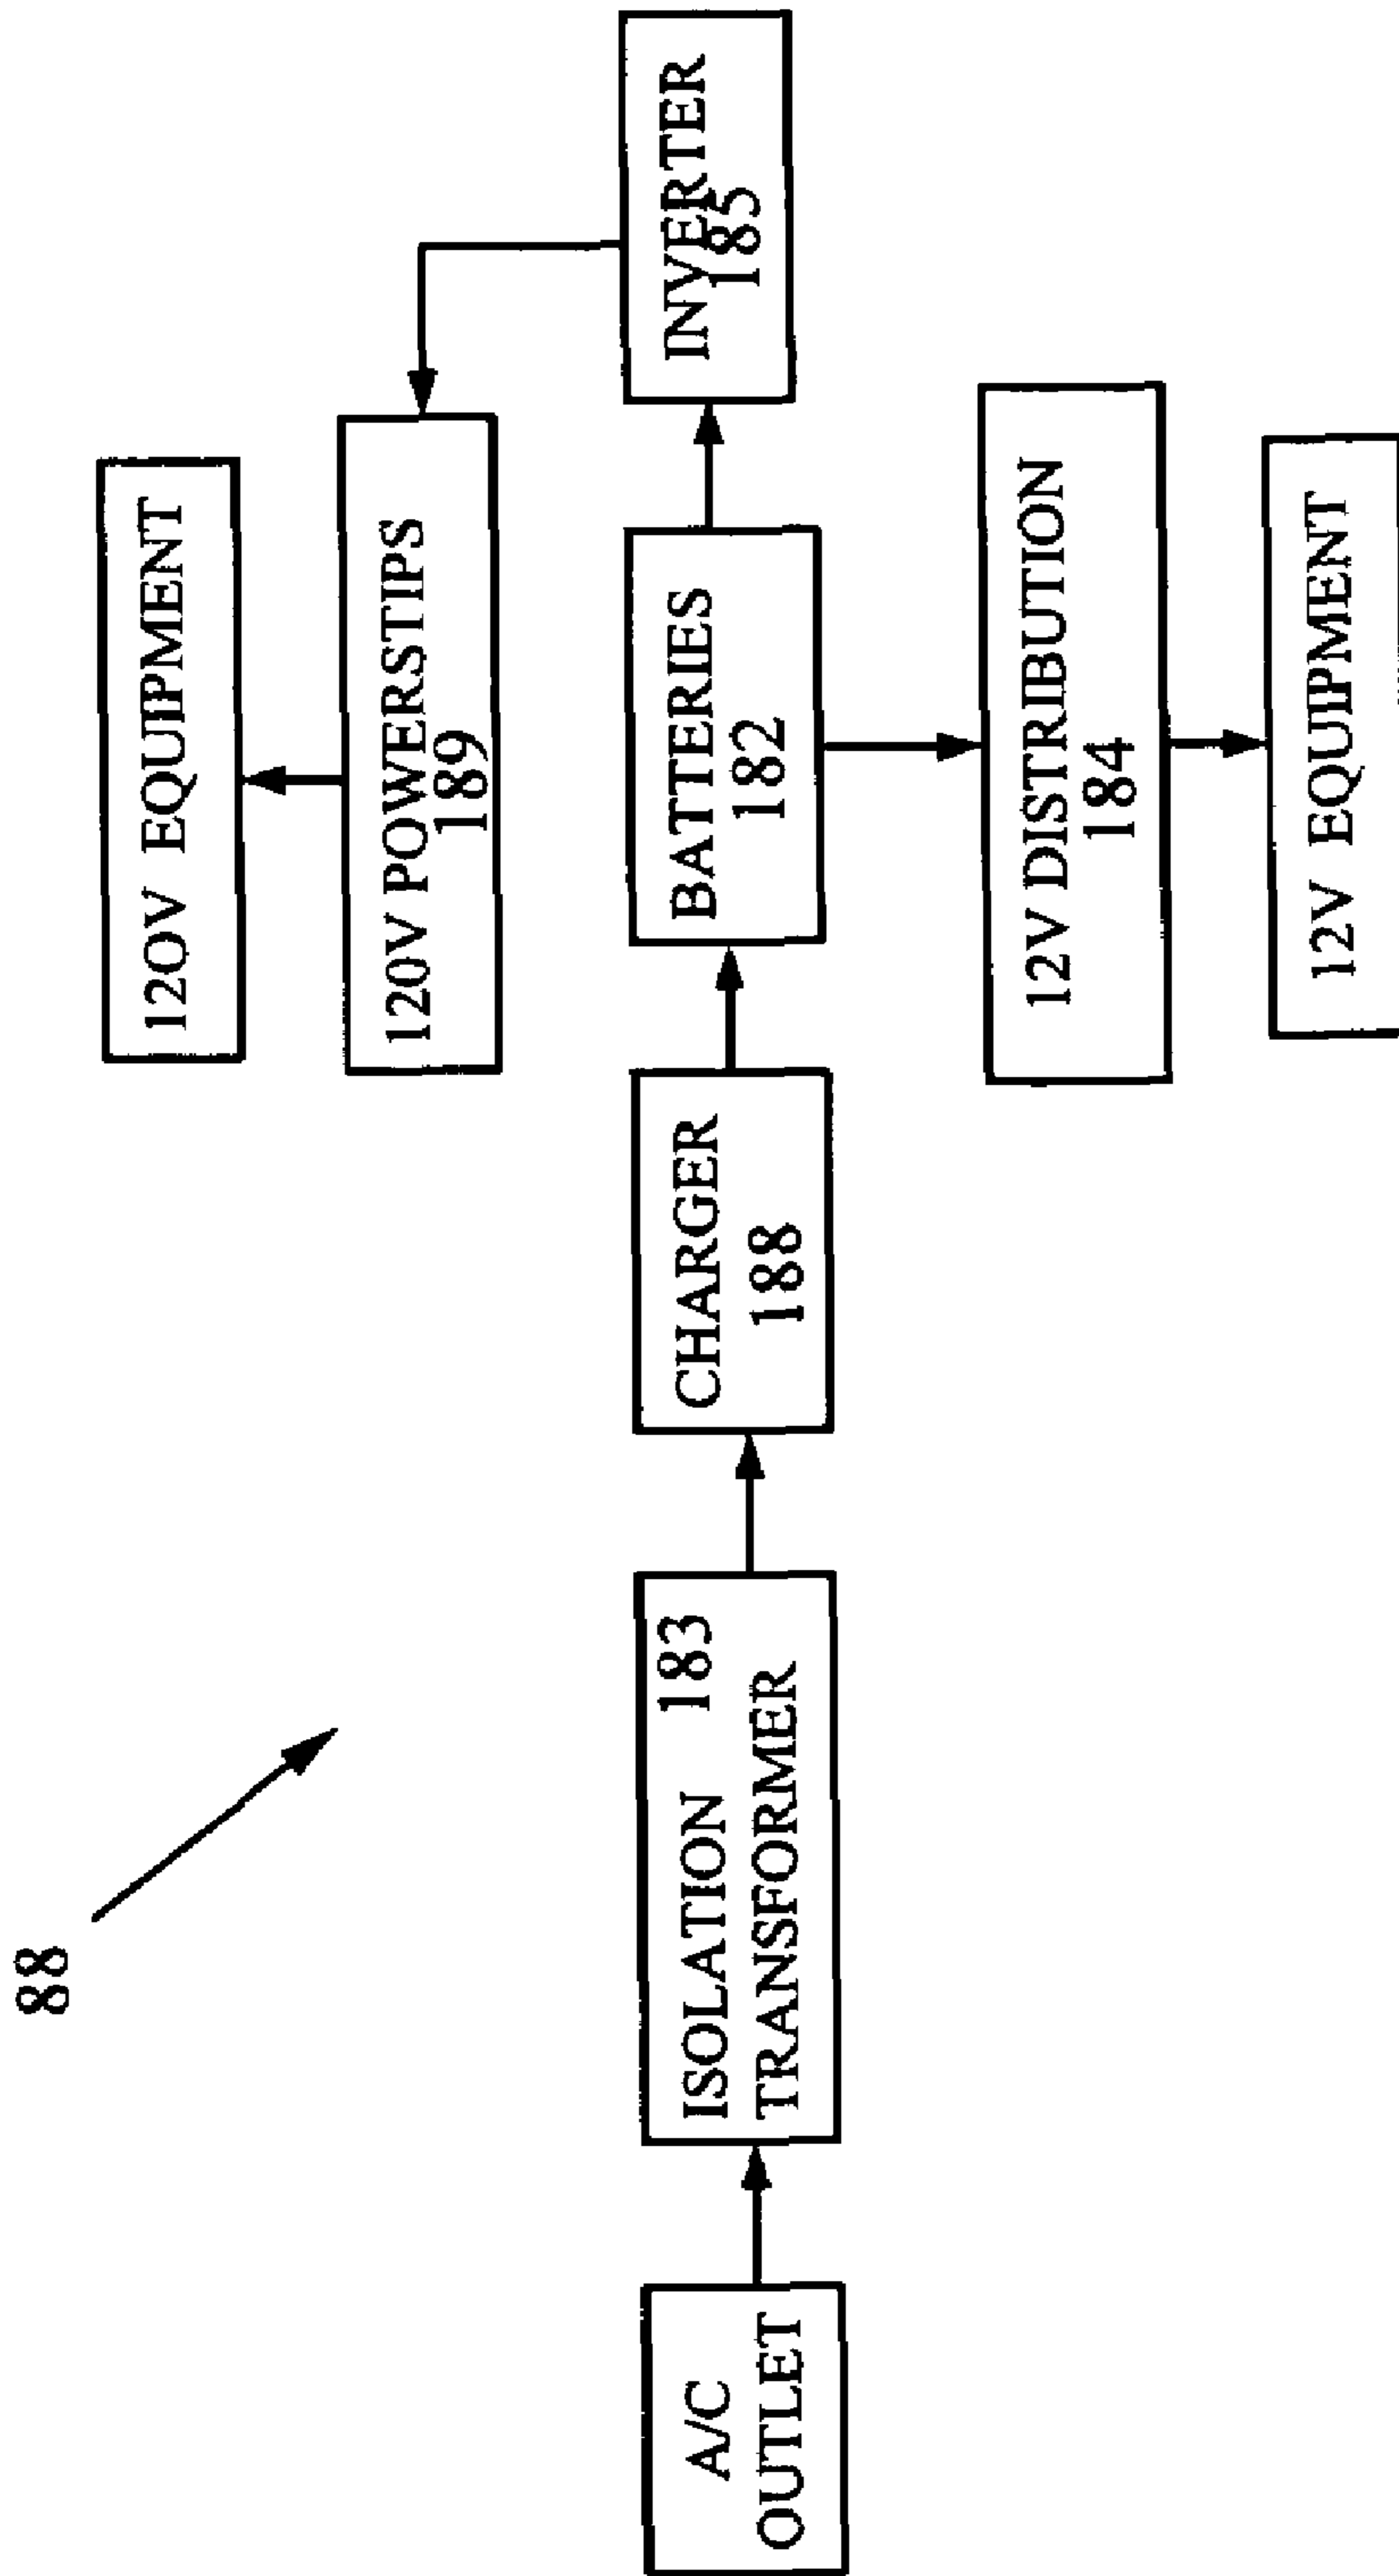 88
12OV EQUIPMENT
120V POWERSTIPS
189
A/C
OUTLET
ISOLATION 183
TRANSFORMER
CHARGER
188
BATTERIES
182
INVERTER
185
12V DISTRIBUTION
184
12V EQUIPMENT